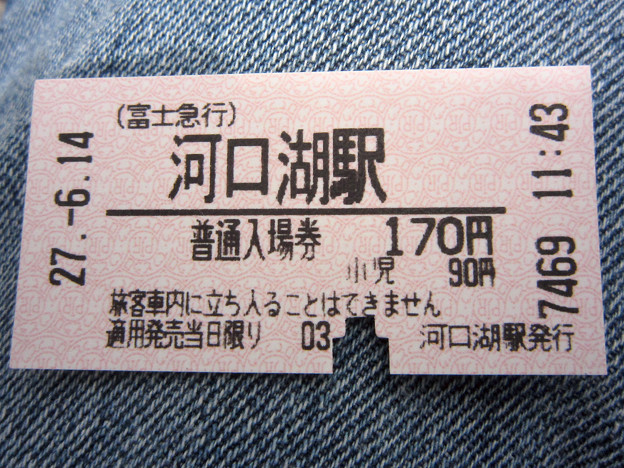 (富士急行)
河口湖駅
普通入場券 170円
小児 90円
旅客車内に立ち入ることはできません
適用発売当日限り 03 河口湖駅発行
27.-6.14
7469 11:43